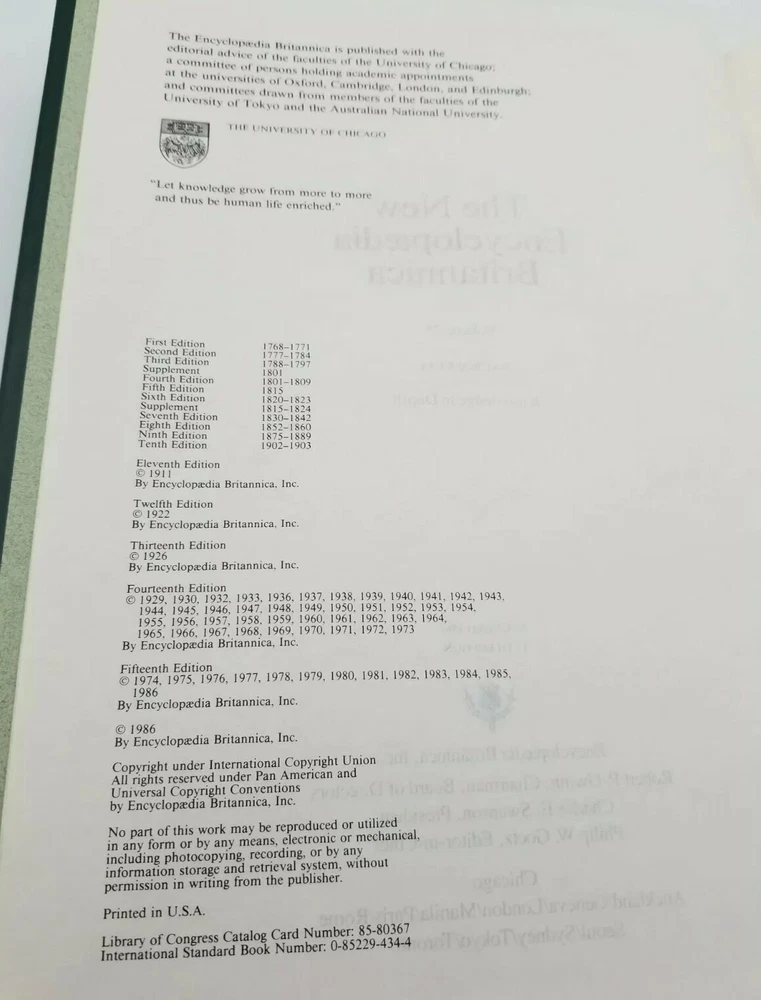 The Encyclopædia Britannica is published with the
editorial advice of the faculties of the University of Chicago;
a committee of persons holding academic appointments
at the universities of Oxford, Cambridge, London, and Edinburgh;
and committees drawn from members of the faculties of the
University of Tokyo and the Australian National University.
THE UNIVERSITY OF CHICAGO
"Let knowledge grow from more to more
and thus be human life enriched."
The New
Encyclopædia
Britannica
First Edition 1768–1771
Second Edition 1777–1784
Third Edition 1788–1797
Supplement 1801
Fourth Edition 1801–1809
Fifth Edition 1815
Sixth Edition 1820–1823
Supplement 1815–1824
Seventh Edition 1830–1842
Eighth Edition 1852–1860
Ninth Edition 1875–1889
Tenth Edition 1902–1903
Eleventh Edition
© 1911
By Encyclopædia Britannica, Inc.
Twelfth Edition
© 1922
By Encyclopædia Britannica, Inc.
Thirteenth Edition
© 1926
By Encyclopædia Britannica, Inc.
Fourteenth Edition
© 1929, 1930, 1932, 1933, 1936, 1937, 1938, 1939, 1940, 1941, 1942, 1943,
1944, 1945, 1946, 1947, 1948, 1949, 1950, 1951, 1952, 1953, 1954,
1955, 1956, 1957, 1958, 1959, 1960, 1961, 1962, 1963, 1964,
1965, 1966, 1967, 1968, 1969, 1970, 1971, 1972, 1973
By Encyclopædia Britannica, Inc.
Fifteenth Edition
© 1974, 1975, 1976, 1977, 1978, 1979, 1980, 1981, 1982, 1983, 1984, 1985,
1986
By Encyclopædia Britannica, Inc.
© 1986
By Encyclopædia Britannica, Inc.
Copyright under International Copyright Union
All rights reserved under Pan American and
Universal Copyright Conventions
by Encyclopædia Britannica, Inc.
No part of this work may be reproduced or utilized
in any form or by any means, electronic or mechanical,
including photocopying, recording, or by any
information storage and retrieval system, without
permission in writing from the publisher.
Printed in U.S.A.
Library of Congress Catalog Card Number: 85-80367
International Standard Book Number: 0-85229-434-4